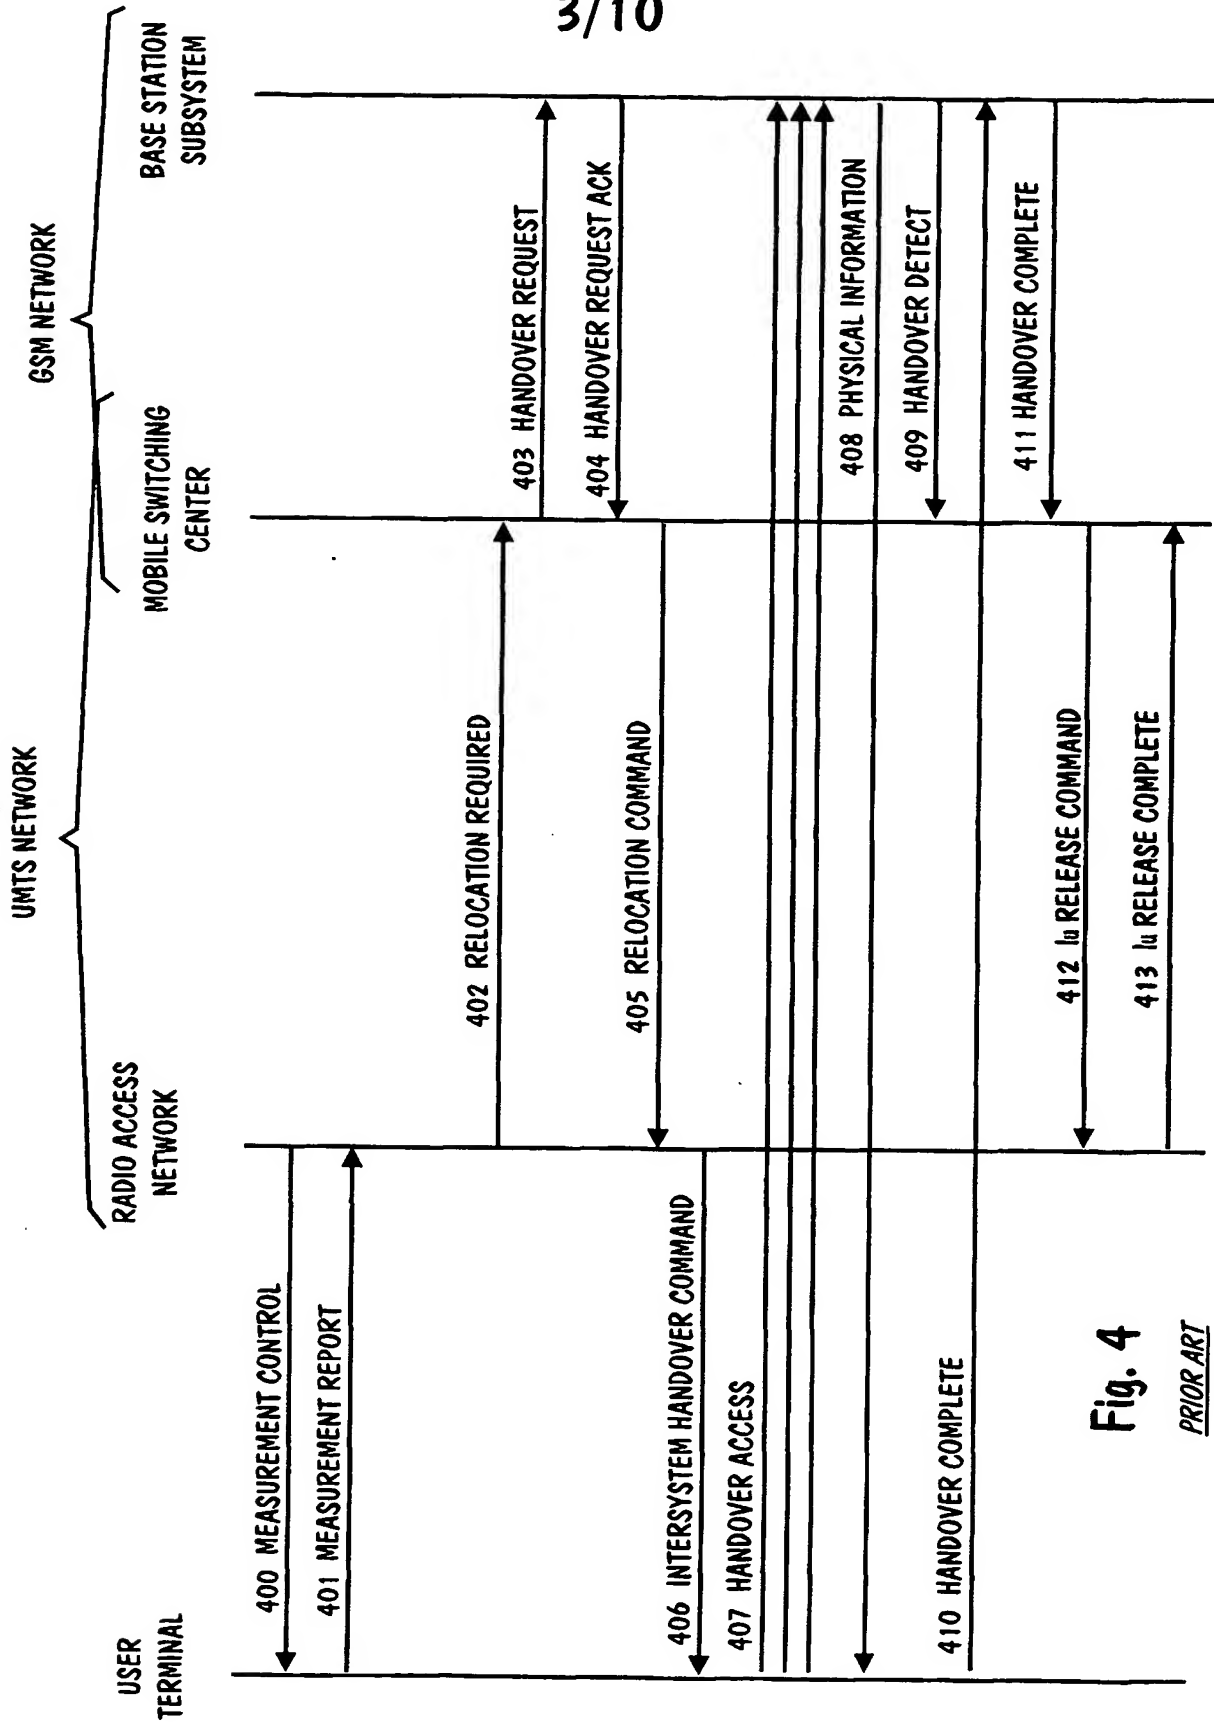 3/10
UMTS NETWORK
GSM NETWORK
USER
TERMINAL
RADIO ACCESS
NETWORK
MOBILE SWITCHING
CENTER
BASE STATION
SUBSYSTEM
400 MEASUREMENT CONTROL
401 MEASUREMENT REPORT
402 RELOCATION REQUIRED
403 HANDOVER REQUEST
404 HANDOVER REQUEST ACK
405 RELOCATION COMMAND
406 INTERSYSTEM HANDOVER COMMAND
407 HANDOVER ACCESS
408 PHYSICAL INFORMATION
409 HANDOVER DETECT
410 HANDOVER COMPLETE
411 HANDOVER COMPLETE
412 Iu RELEASE COMMAND
413 Iu RELEASE COMPLETE
Fig. 4
PRIOR ART